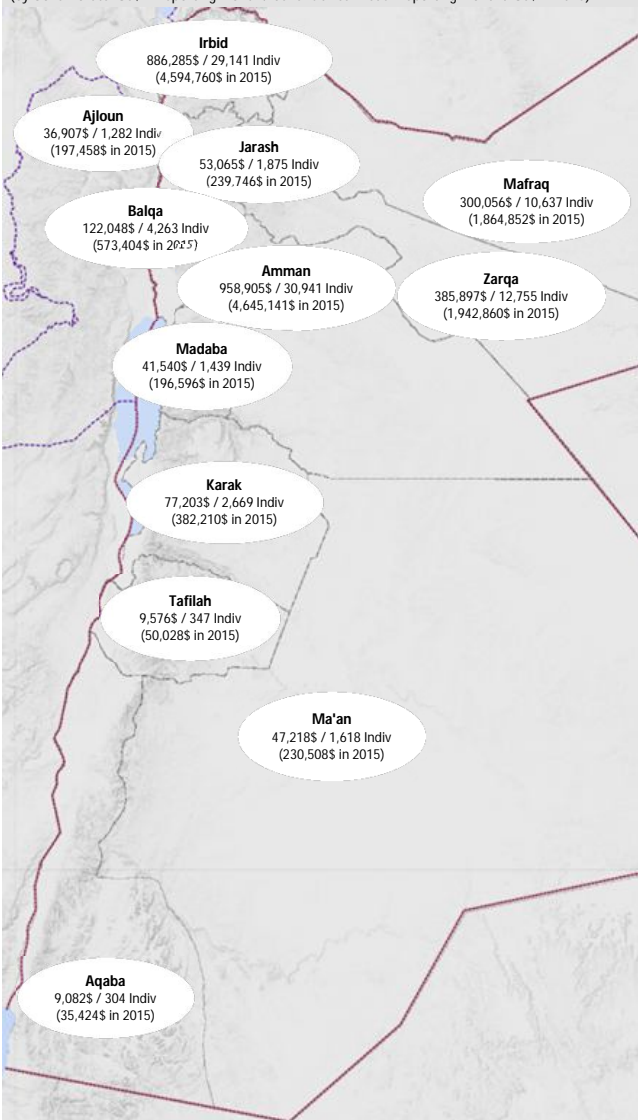 Irbid
886,285$ / 29,141 Indiv
(4,594,760$ in 2015)
Ajloun
36,907$ / 1,282 Indiv
(197,458$ in 2015)
Jarash
53,065$ / 1,875 Indiv
(239,746$ in 2015)
Mafraq
300,056$ / 10,637 Indiv
(1,864,852$ in 2015)
Balqa
122,048$ / 4,263 Indiv
(573,404$ in 2015)
Amman
958,905$ / 30,941 Indiv
(4,645,141$ in 2015)
Zarqa
385,897$ / 12,755 Indiv
(1,942,860$ in 2015)
Madaba
41,540$ / 1,439 Indiv
(196,596$ in 2015)
Karak
77,203$ / 2,669 Indiv
(382,210$ in 2015)
Tafilah
9,576$ / 347 Indiv
(50,028$ in 2015)
Ma'an
47,218$ / 1,618 Indiv
(230,508$ in 2015)
Aqaba
9,082$ / 304 Indiv
(35,424$ in 2015)